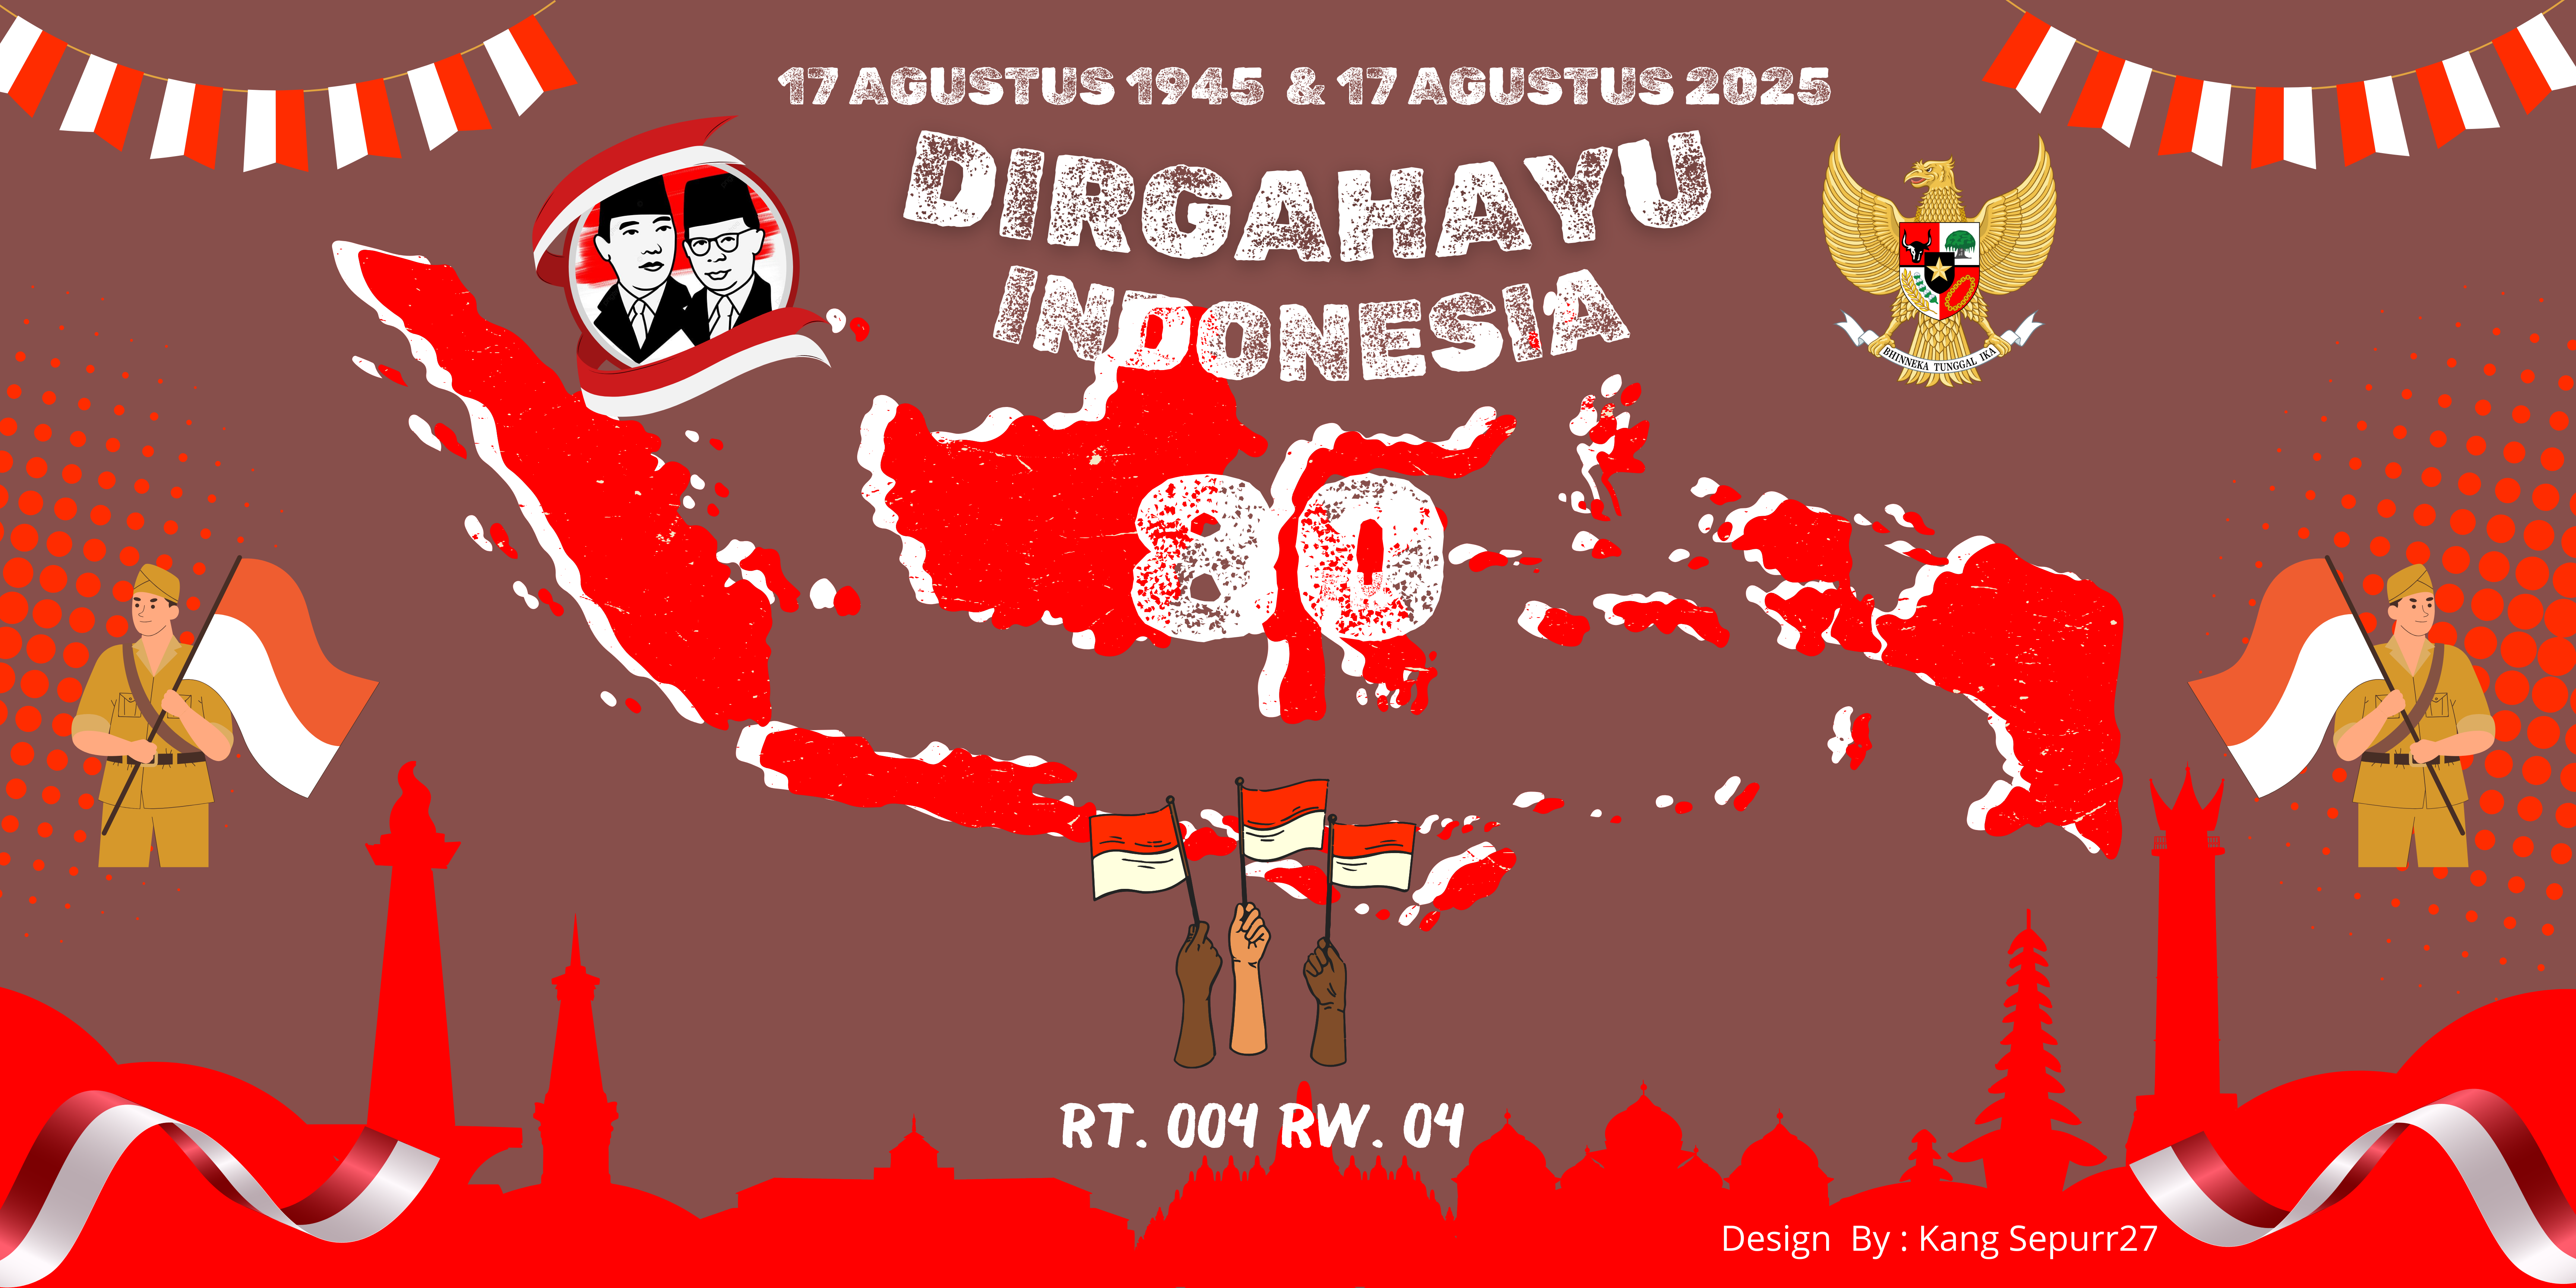 17 AGUSTUS 1945 & 17 AGUSTUS 2025
DIRGAHAYU
INDONESIA
BHINNEKA TUNGGAL IKA
80
RT. 004 RW. 04
Design By : Kang Sepurr27